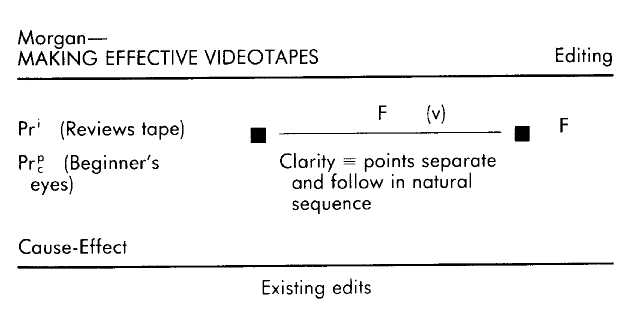 Morgan—
MAKING EFFECTIVE VIDEOTAPES Editing
F (v)
Prⁱ (Reviews tape) ■ ■ F
Pr꜀ᵖ (Beginner's
eyes)
Clarity ≡ points separate
and follow in natural
sequence
Cause-Effect
Existing edits